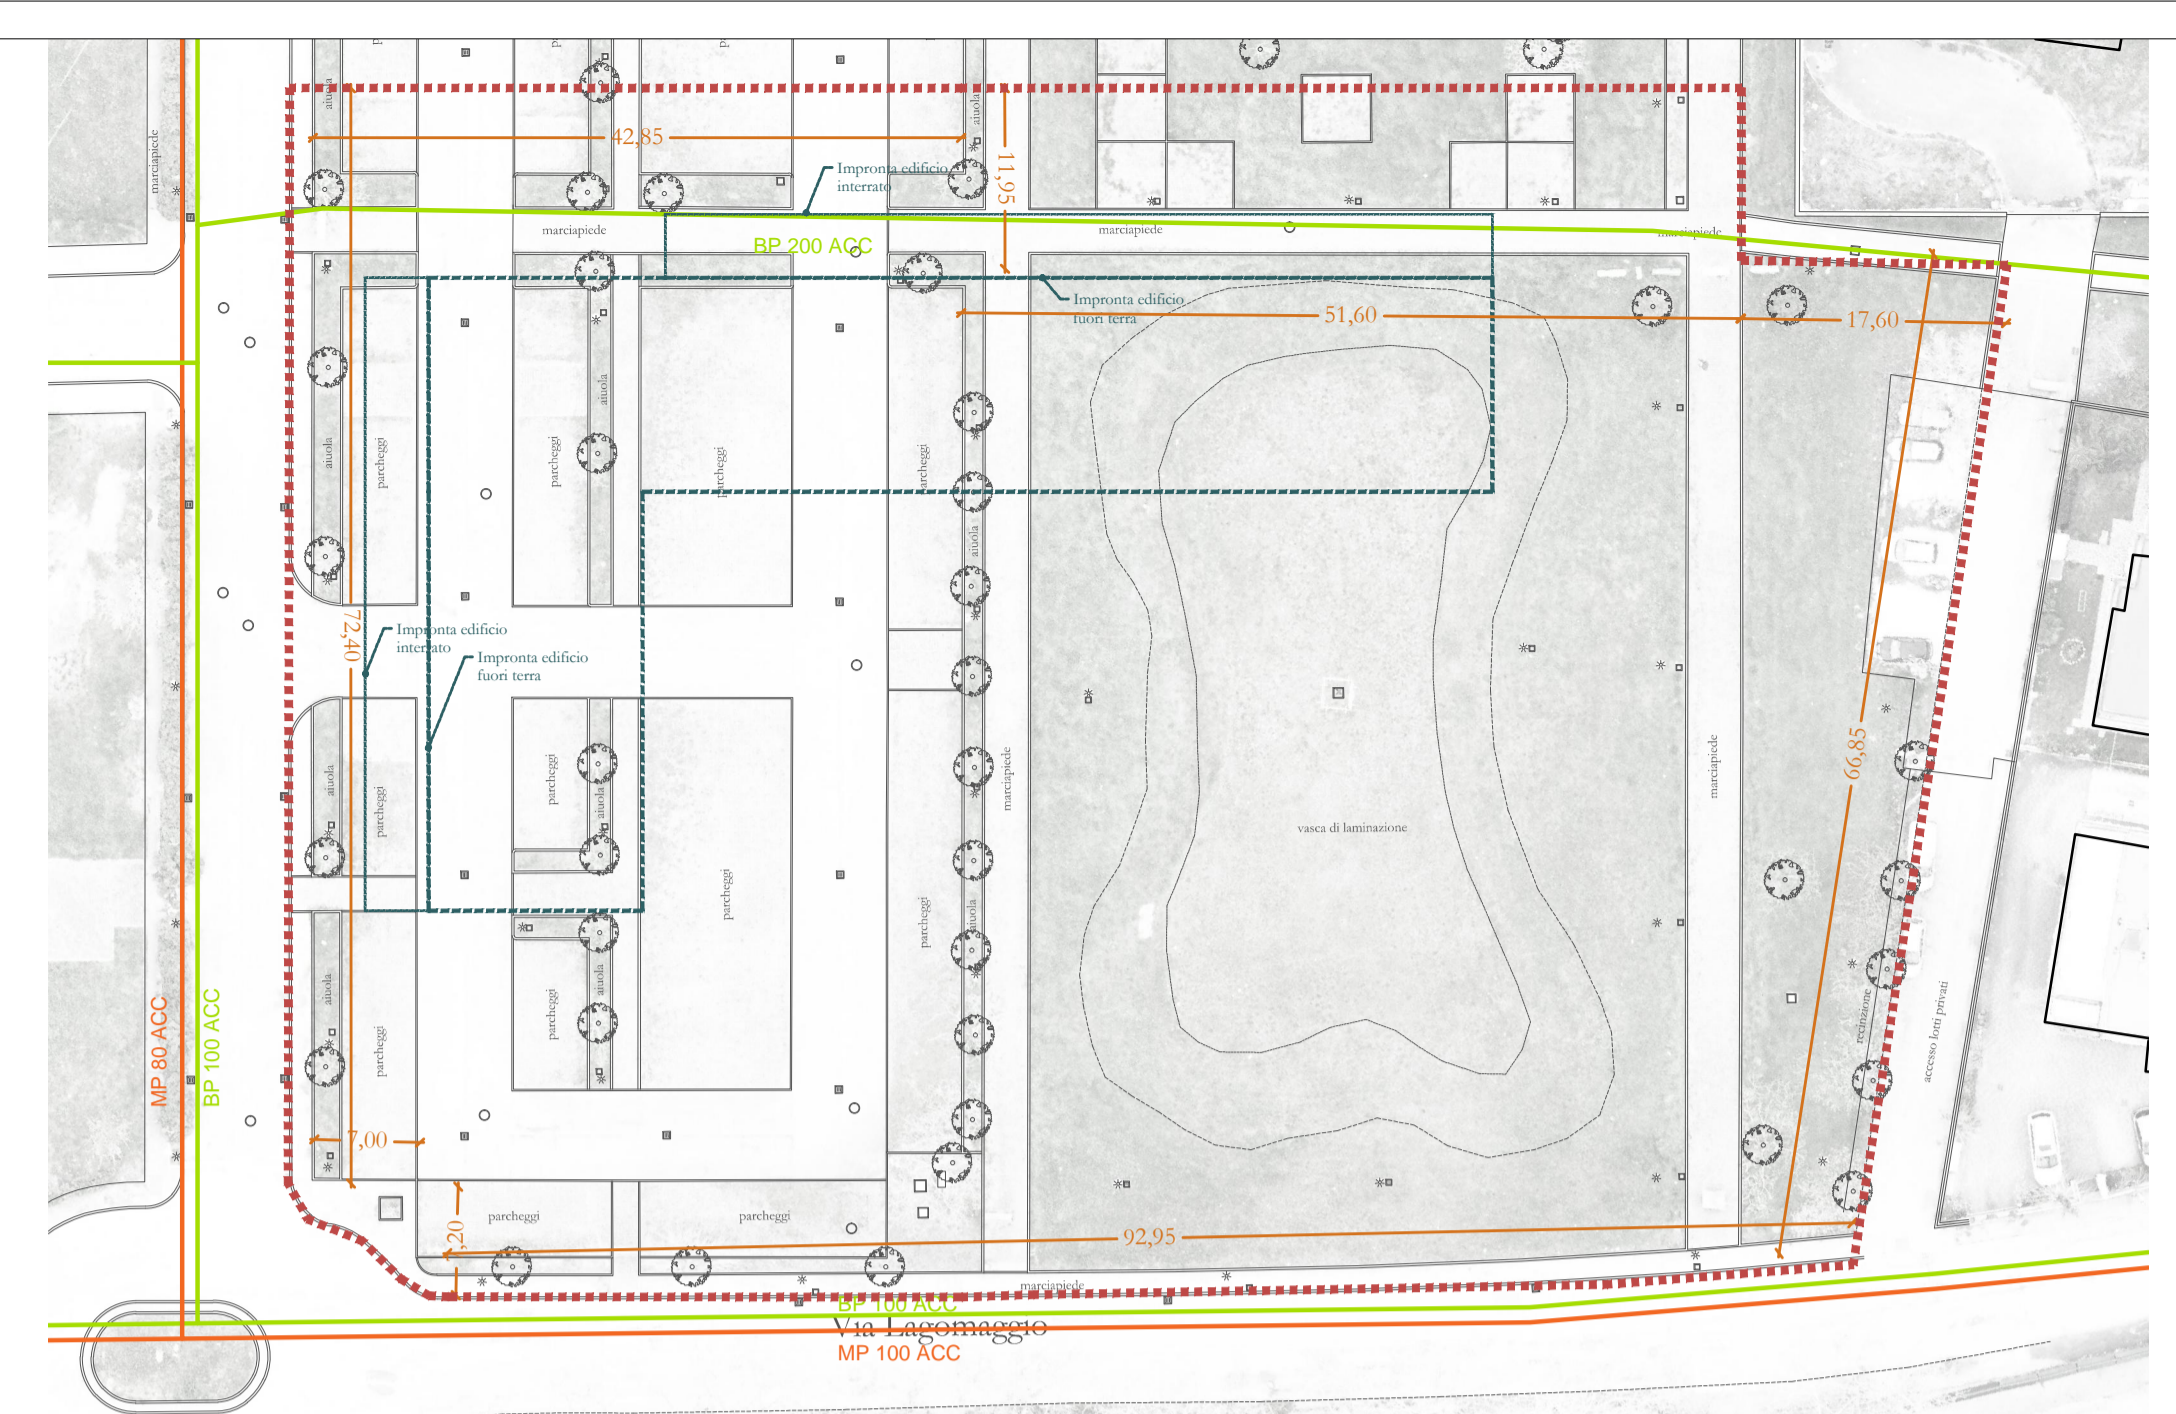 aiuola
aiuola
marciapiede
42,85
11,95
Impronta edificio
interrato
marciapiede
BP 200 ACC
marciapiede
marciapiede
Impronta edificio
fuori terra
51,60
17,60
aiuola
aiuola
parcheggi
parcheggi
parcheggi
parcheggi
aiuola
72,40
Impronta edificio
interrato
Impronta edificio
fuori terra
aiuola
parcheggi
parcheggi
aiuola
marciapiede
marciapiede
66,85
vasca di laminazione
parcheggi
parcheggi
aiuola
aiuola
parcheggi
aiuola
parcheggi
recinzione
accesso lotti privati
MP 80 ACC
BP 100 ACC
7,00
,20
parcheggi
parcheggi
92,95
marciapiede
BP 100 ACC
Via Lagomaggio
MP 100 ACC